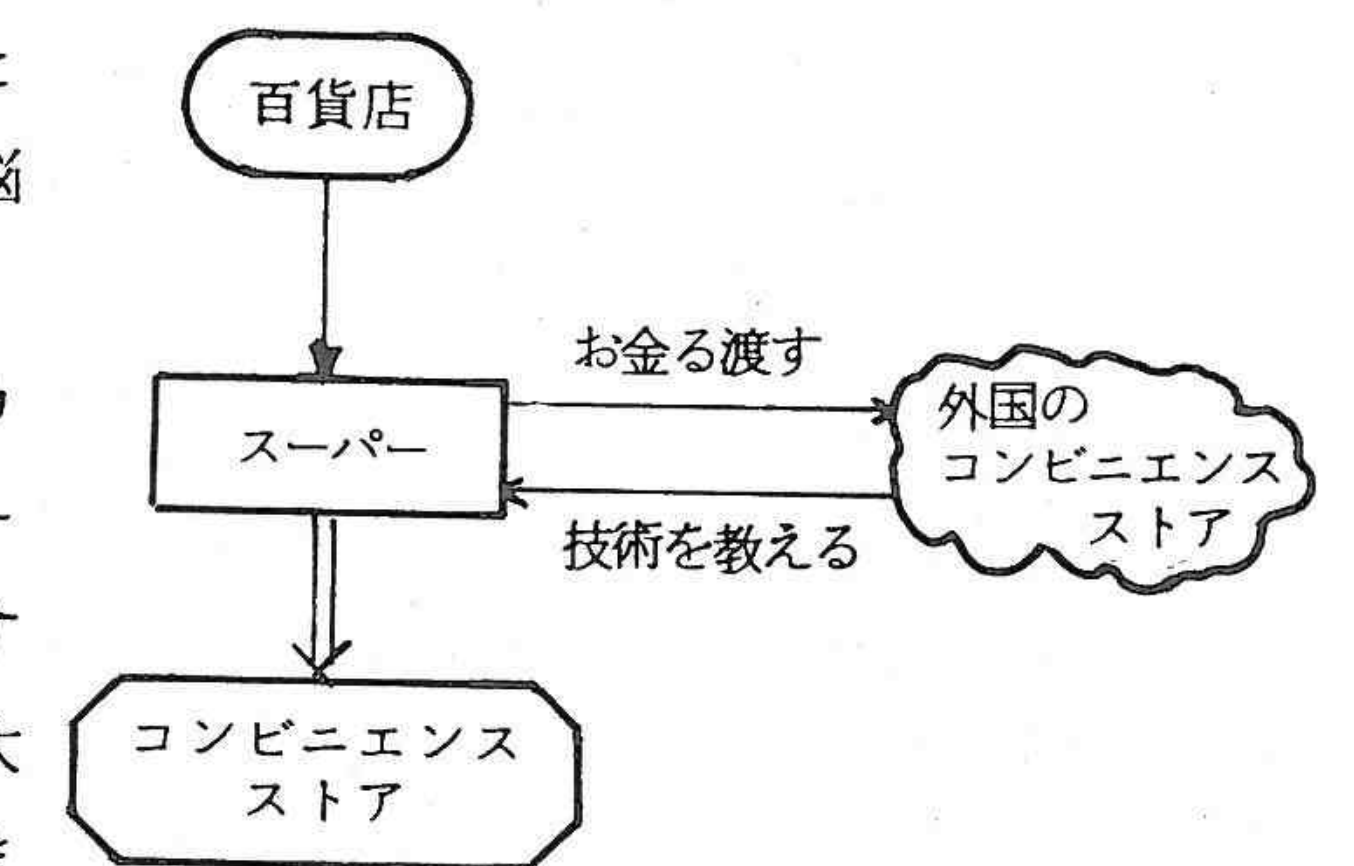 百貨店
お金る渡す
スーパー
外国の
コンビニエンス
ストア
技術を教える
コンビニエンス
ストア